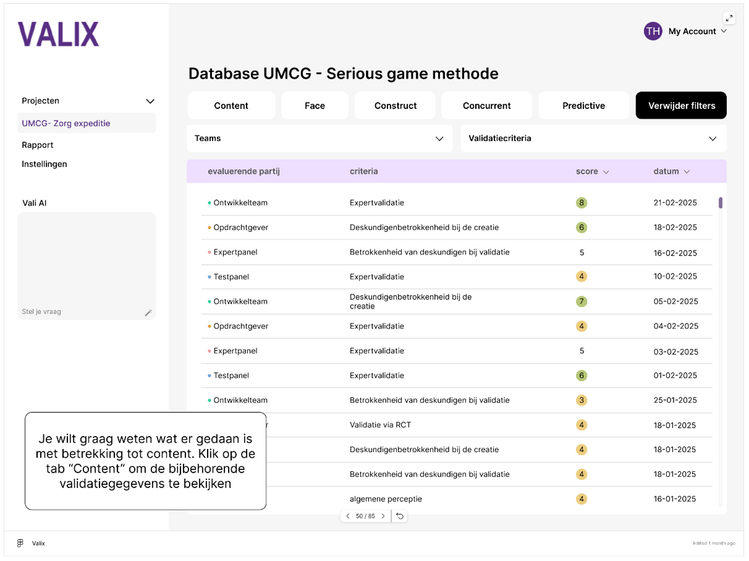 VALIX
TH My Account
Database UMCG - Serious game methode
Projecten
UMCG- Zorg expeditie
Rapport
Instellingen
Vali AI
Stel je vraag
Content Face Construct Concurrent Predictive Verwijder filters
Teams Validatiecriteria
evaluerende partij criteria score datum
Ontwikkelteam Expertvalidatie 8 21-02-2025
Opdrachtgever Deskundigenbetrokkenheid bij de creatie 6 18-02-2025
Expertpanel Betrokkenheid van deskundigen bij validatie 5 16-02-2025
Testpanel Expertvalidatie 4 10-02-2025
Ontwikkelteam Deskundigenbetrokkenheid bij de
creatie 7 05-02-2025
Opdrachtgever Expertvalidatie 4 04-02-2025
Expertpanel Expertvalidatie 5 03-02-2025
Testpanel Expertvalidatie 6 01-02-2025
Ontwikkelteam Betrokkenheid van deskundigen bij validatie 3 25-01-2025
r Validatie via RCT 4 18-01-2025
Deskundigenbetrokkenheid bij de creatie 4 18-01-2025
Betrokkenheid van deskundigen bij validatie 4 18-01-2025
algemene perceptie 4 16-01-2025
Je wilt graag weten wat er gedaan is
met betrekking tot content. Klik op de
tab “Content” om de bijbehorende
validatiegegevens te bekijken
50 / 85
Valix
Edited 1 month ago